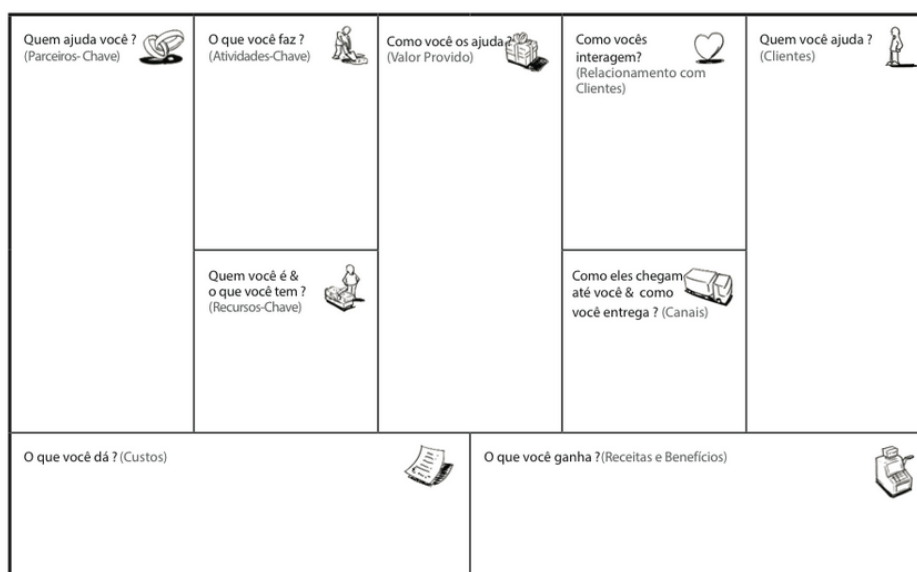 Quem ajuda você ?
(Parceiros- Chave)
O que você faz ?
(Atividades-Chave)
Quem você é &
o que você tem ?
(Recursos-Chave)
Como você os ajuda?
(Valor Provido)
Como vocês
interagem?
(Relacionamento com
Clientes)
Como eles chegam
até você & como
você entrega ? (Canais)
Quem você ajuda ?
(Clientes)
O que você dá ? (Custos)
O que você ganha ?(Receitas e Benefícios)